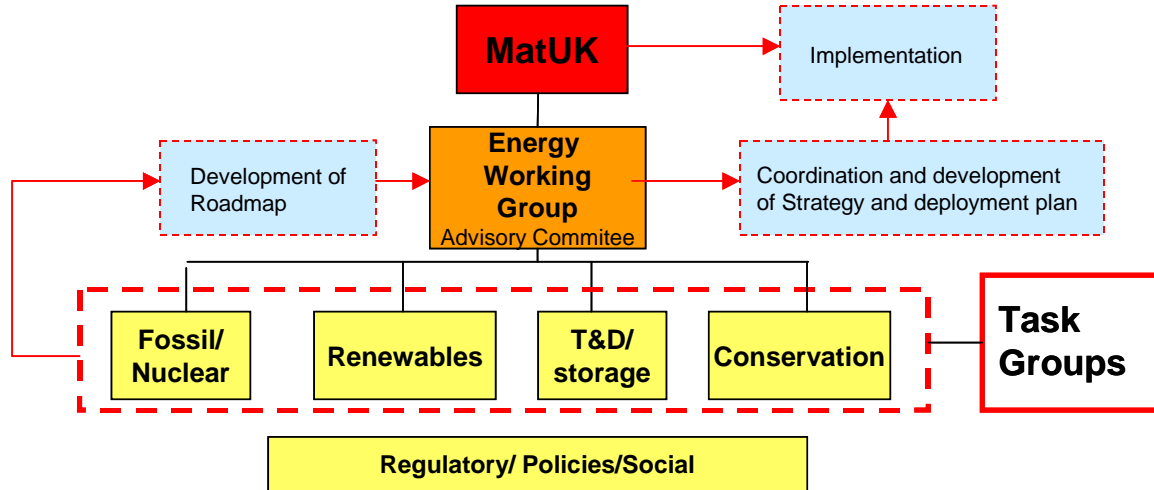 MatUK
Implementation
Energy
Working
Group
Advisory Commitee
Development of
Roadmap
Coordination and development
of Strategy and deployment plan
Fossil/
Nuclear
Renewables
T&D/
storage
Conservation
Task
Groups
Regulatory/ Policies/Social